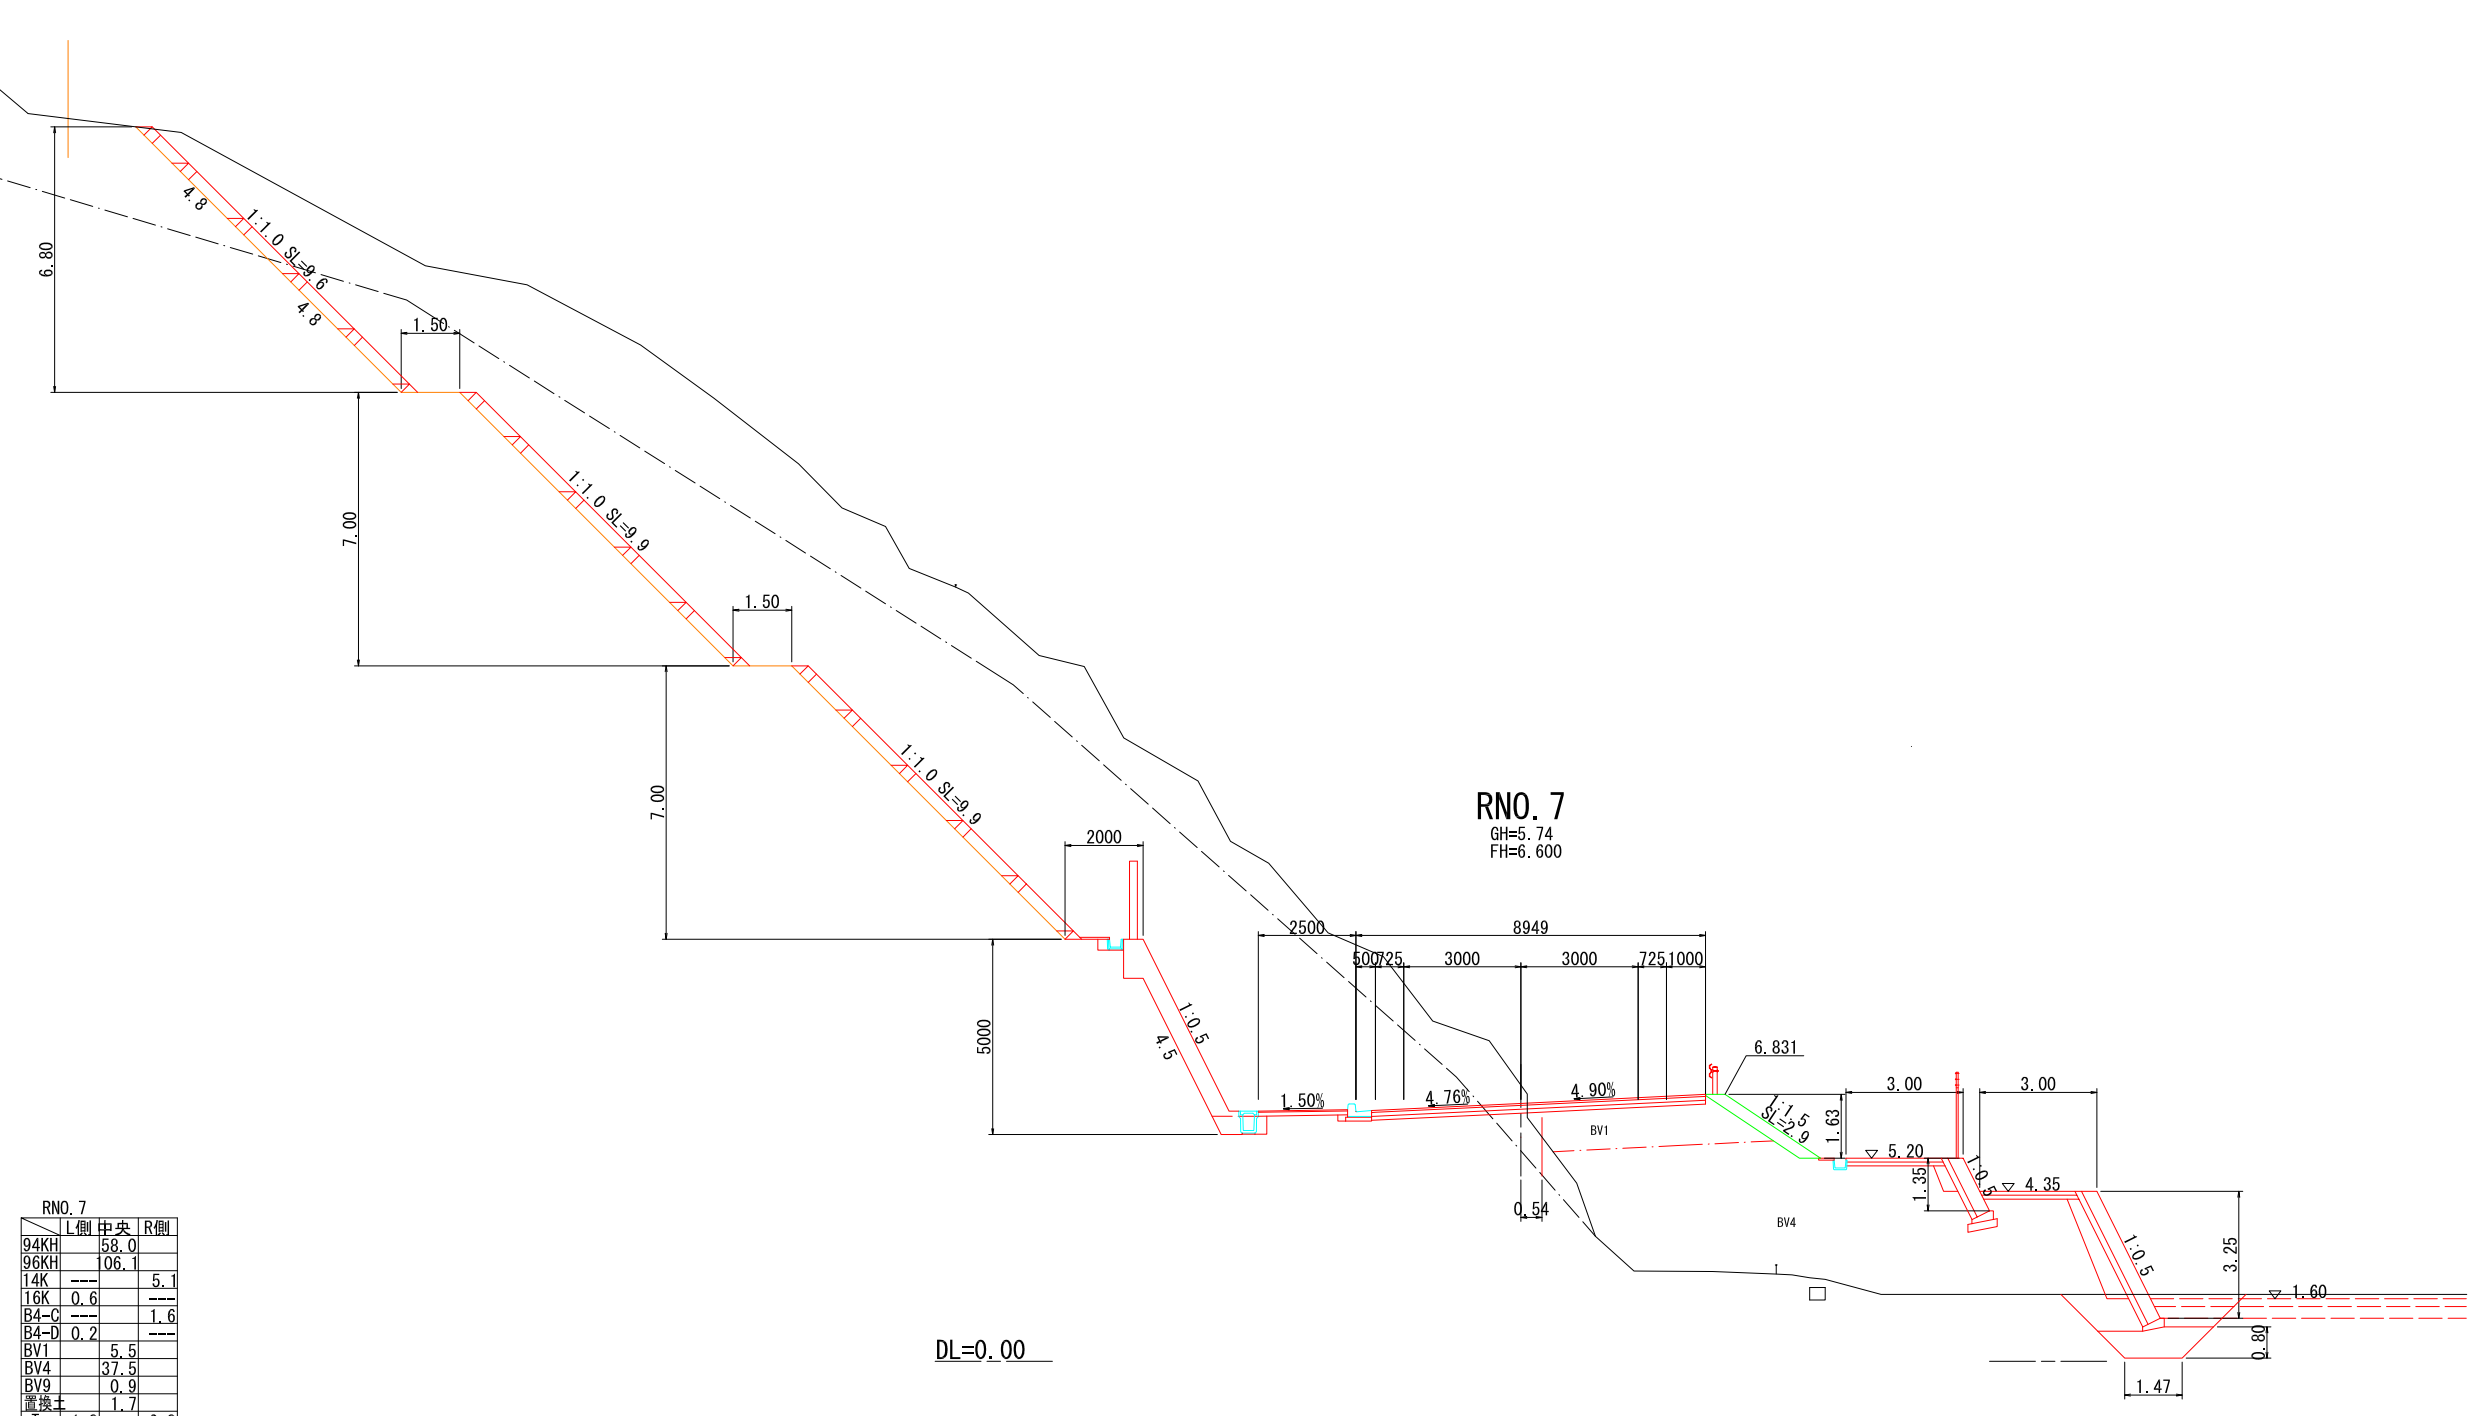 6.80
4.8
1:1.0 SL=9.6
4.8
1.50
7.00
1:1.0 SL=9.9
1.50
7.00
1:1.0 SL=9.9
2000
5000
1:0.5
4.5
RNO.7
GH=5.74
FH=6.600
2500
8949
500
725
3000
3000
725
1000
1.50%
4.76%
4.90%
6.831
1:1.5
SL=2.9
1.63
3.00
3.00
BV1
5.20
1.35
1:0.5
4.35
0.54
BV4
1:0.5
3.25
1.60
0.80
1.47
DL=0.00
RNO.7
L側 中央 R側
94KH 58.0
96KH 106.1
14K --- 5.1
16K 0.6 ---
B4-C --- 1.6
B4-D 0.2 ---
BV1 5.5
BV4 37.5
BV9 0.9
置換土 1.7